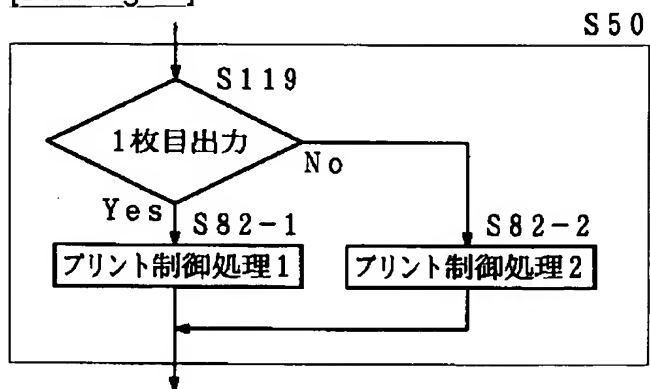 S50
S119
1枚目出力
No
Yes
S82-1
S82-2
プリント制御処理1
プリント制御処理2